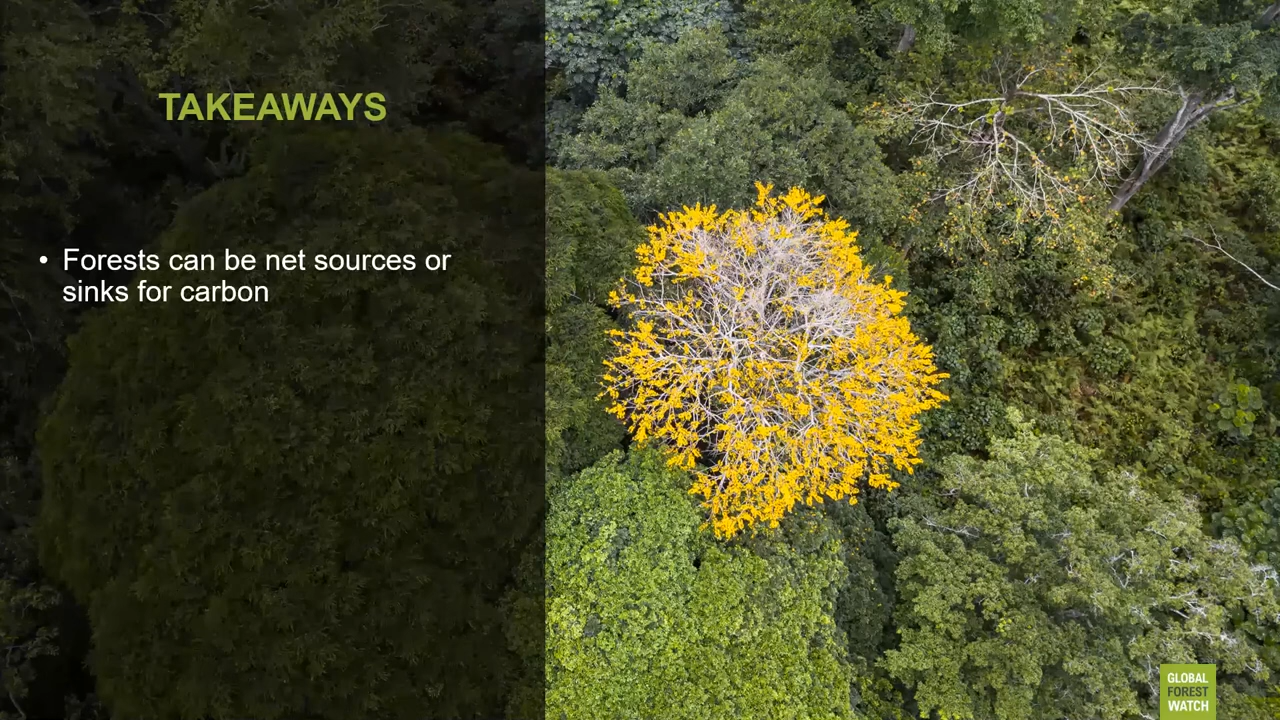 TAKEAWAYS
• Forests can be net sources or
sinks for carbon
GLOBAL
FOREST
WATCH